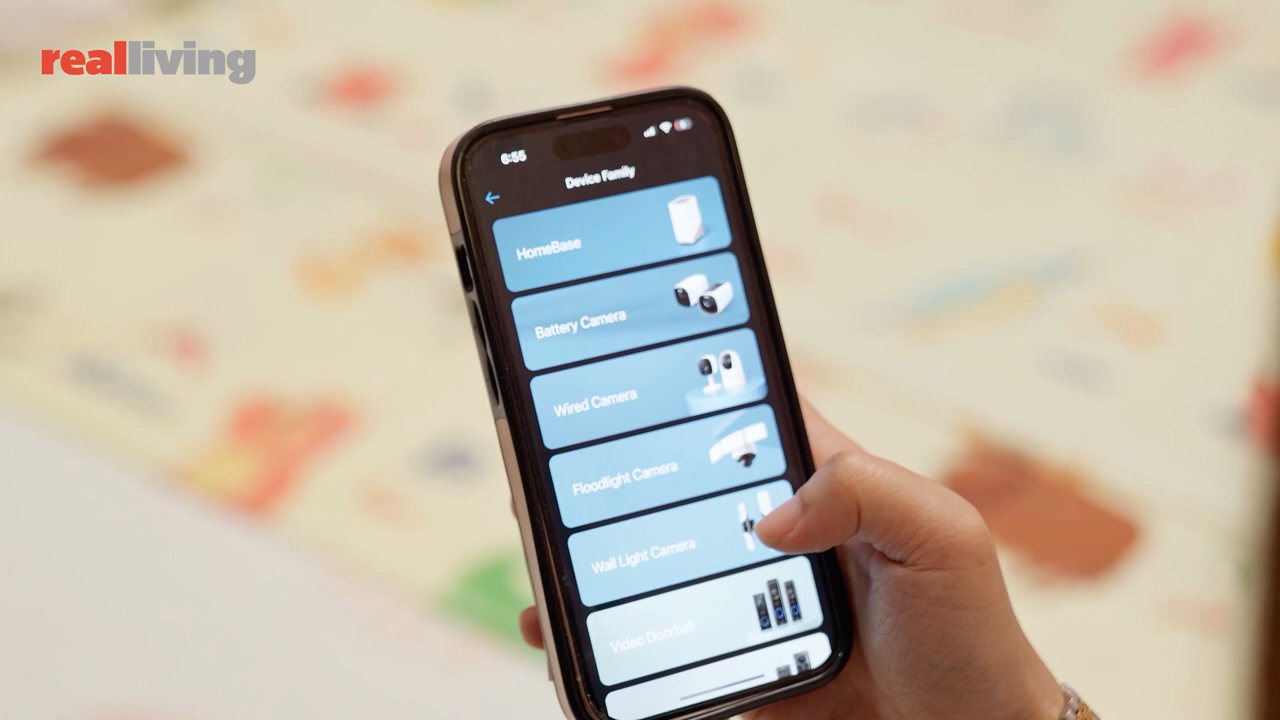 realliving
6:55
Device Family
HomeBase
Battery Camera
Wired Camera
Floodlight Camera
Wall Light Camera
Video Doorbell